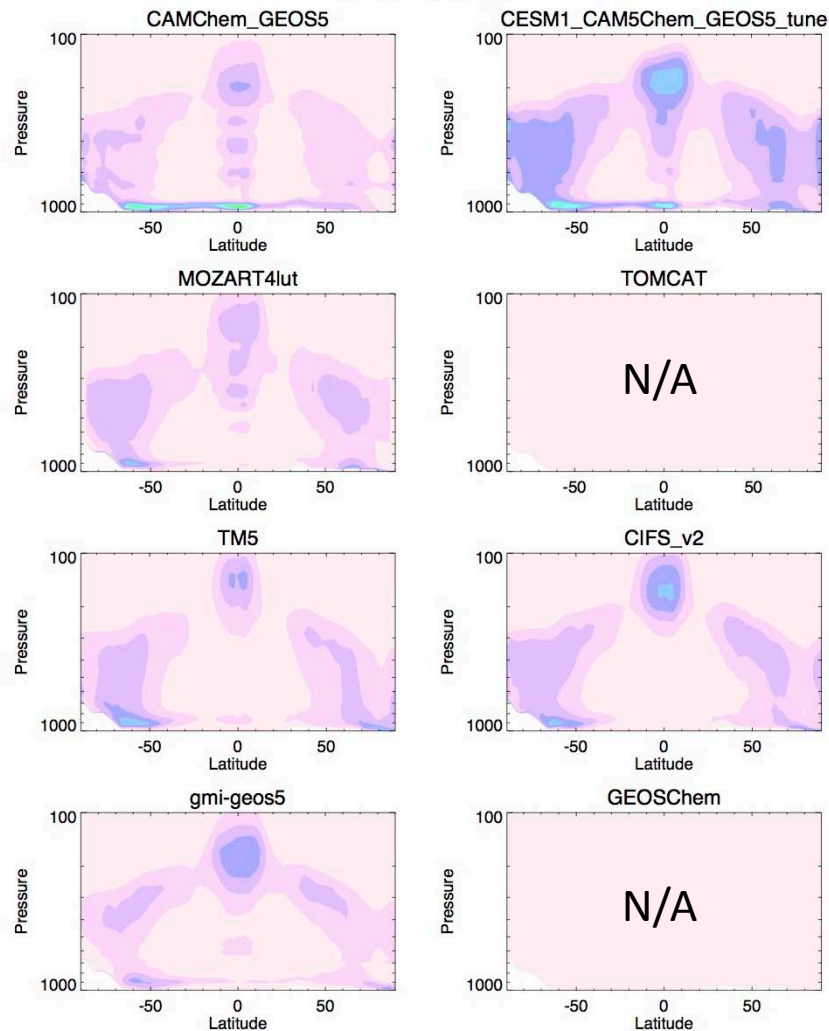 CAMChem_GEOS5
CESM1_CAM5Chem_GEOS5_tune
100
Pressure
1000
-50 0 50
Latitude
100
Pressure
1000
-50 0 50
Latitude
MOZART4lut
TOMCAT
100
Pressure
1000
-50 0 50
Latitude
100
Pressure
N/A
1000
-50 0 50
Latitude
TM5
CIFS_v2
100
Pressure
1000
-50 0 50
Latitude
100
Pressure
1000
-50 0 50
Latitude
gmi-geos5
GEOSChem
100
Pressure
1000
-50 0 50
Latitude
100
Pressure
N/A
1000
-50 0 50
Latitude